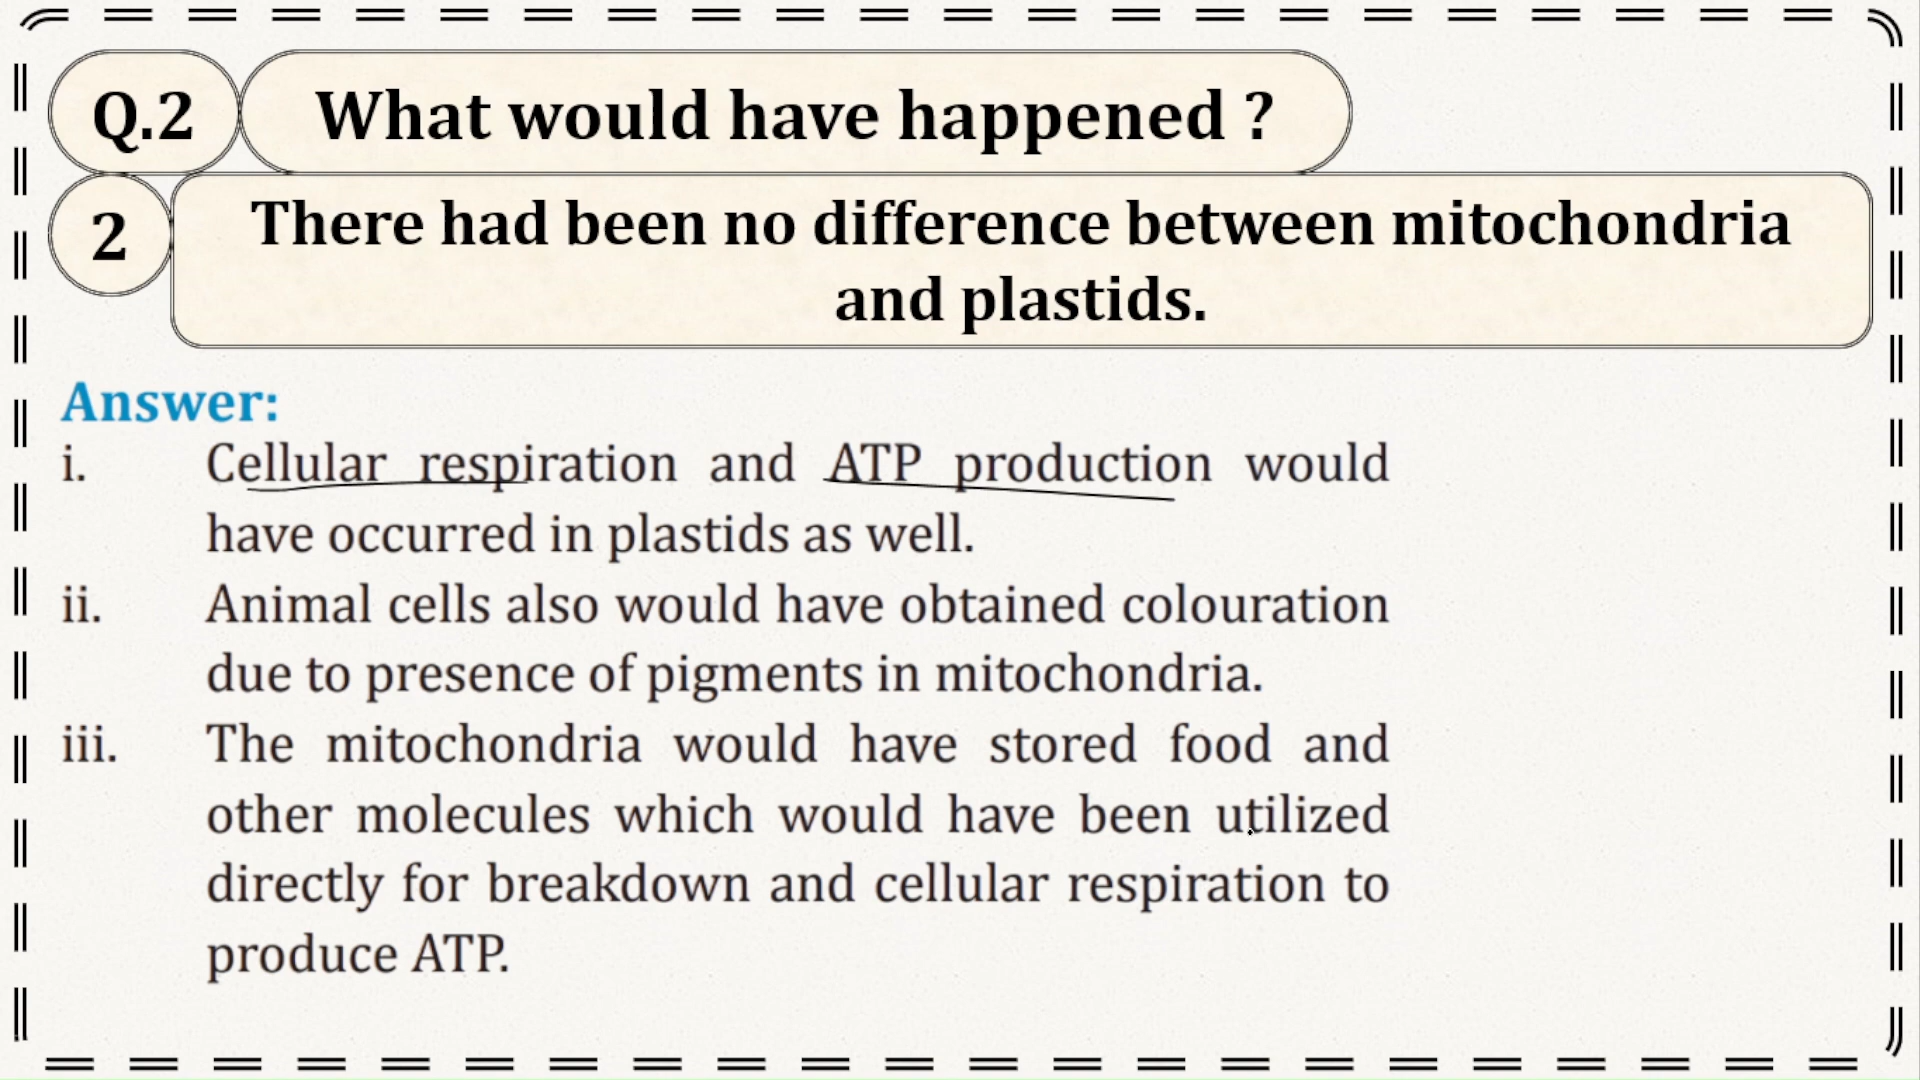 Q.2 What would have happened ?
2 There had been no difference between mitochondria
and plastids.
Answer:
i. Cellular respiration and ATP production would
have occurred in plastids as well.
ii. Animal cells also would have obtained colouration
due to presence of pigments in mitochondria.
iii. The mitochondria would have stored food and
other molecules which would have been utilized
directly for breakdown and cellular respiration to
produce ATP.